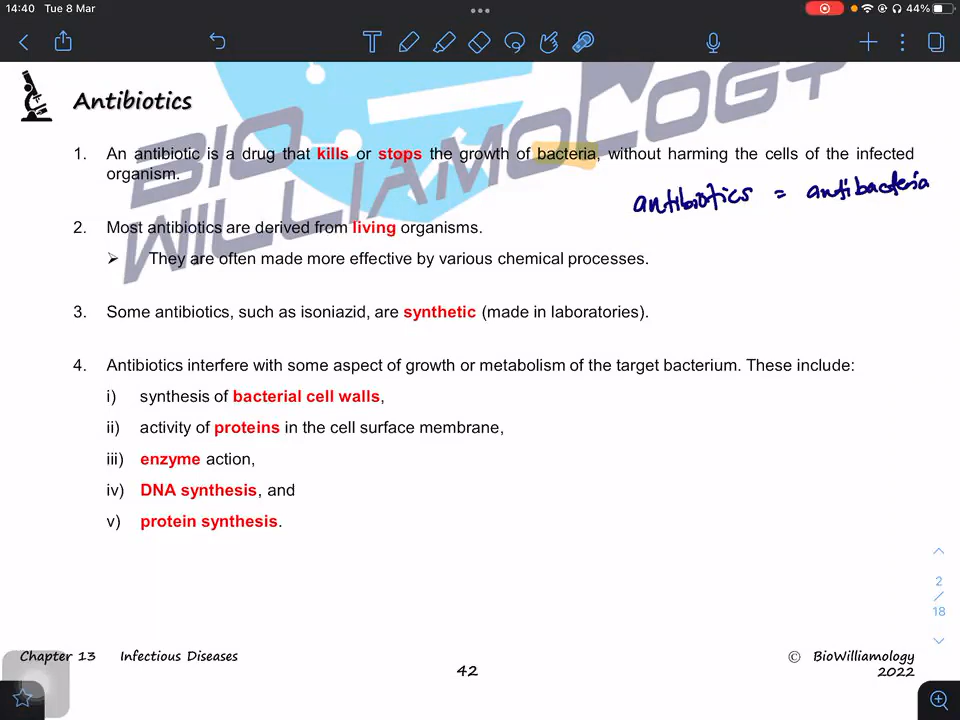 14:40 Tue 8 Mar
44%
BIO WILLIAMOLOGY
Antibiotics
1. An antibiotic is a drug that kills or stops the growth of bacteria, without harming the cells of the infected
organism.
antibiotics = antibacteria
2. Most antibiotics are derived from living organisms.
➢ They are often made more effective by various chemical processes.
3. Some antibiotics, such as isoniazid, are synthetic (made in laboratories).
4. Antibiotics interfere with some aspect of growth or metabolism of the target bacterium. These include:
i) synthesis of bacterial cell walls,
ii) activity of proteins in the cell surface membrane,
iii) enzyme action,
iv) DNA synthesis, and
v) protein synthesis.
2
/
18
Chapter 13 Infectious Diseases
42
© BioWilliamology
2022